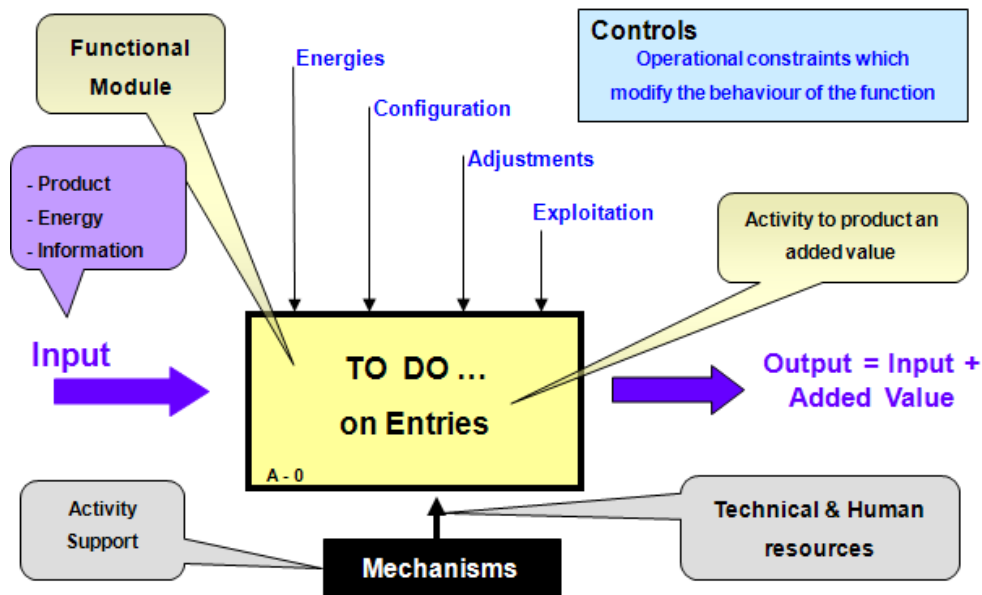 Functional
Module
Controls
Operational constraints which
modify the behaviour of the function
Energies
Configuration
Adjustments
Exploitation
- Product
- Energy
- Information
Activity to product an
added value
Input
TO DO ...
on Entries
A - 0
Output = Input +
Added Value
Activity
Support
Mechanisms
Technical & Human
resources